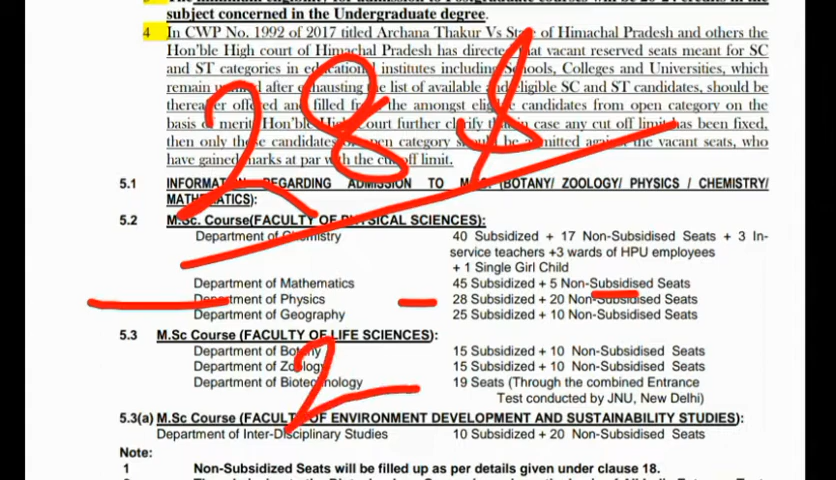 subject concerned in the Undergraduate degree.
4 In CWP No. 1992 of 2017 titled Archana Thakur Vs State of Himachal Pradesh and others the
Hon'ble High court of Himachal Pradesh has directed that vacant reserved seats meant for SC
and ST categories in educational institutes including Schools, Colleges and Universities, which
remain after exhausting the list of available and eligible SC and ST candidates, should be
thereafter offered and filled from the amongst eligible candidates from open category on the
basis of merit. Hon'ble High Court further clarify that in case any cut off limit has been fixed,
then only those candidates open category should be admitted against the vacant seats, who
have gained marks at par with the cut off limit.
5.1 INFORMATION REGARDING ADMISSION TO M.Sc. (BOTANY/ ZOOLOGY/ PHYSICS / CHEMISTRY/
MATHEMATICS):
5.2 M.Sc. Course(FACULTY OF PHYSICAL SCIENCES):
Department of Chemistry 40 Subsidized + 17 Non-Subsidised Seats + 3 In-
service teachers +3 wards of HPU employees
+ 1 Single Girl Child
Department of Mathematics 45 Subsidized + 5 Non-Subsidised Seats
Department of Physics 28 Subsidized + 20 Non-Subsidised Seats
Department of Geography 25 Subsidized + 10 Non-Subsidised Seats
5.3 M.Sc Course (FACULTY OF LIFE SCIENCES):
Department of Botany 15 Subsidized + 10 Non-Subsidised Seats
Department of Zoology 15 Subsidized + 10 Non-Subsidised Seats
Department of Biotechnology 19 Seats (Through the combined Entrance
Test conducted by JNU, New Delhi)
5.3(a) M.Sc Course (FACULTY OF ENVIRONMENT DEVELOPMENT AND SUSTAINABILITY STUDIES):
Department of Inter-Disciplinary Studies 10 Subsidized + 20 Non-Subsidised Seats
Note:
1 Non-Subsidized Seats will be filled up as per details given under clause 18.
28
2